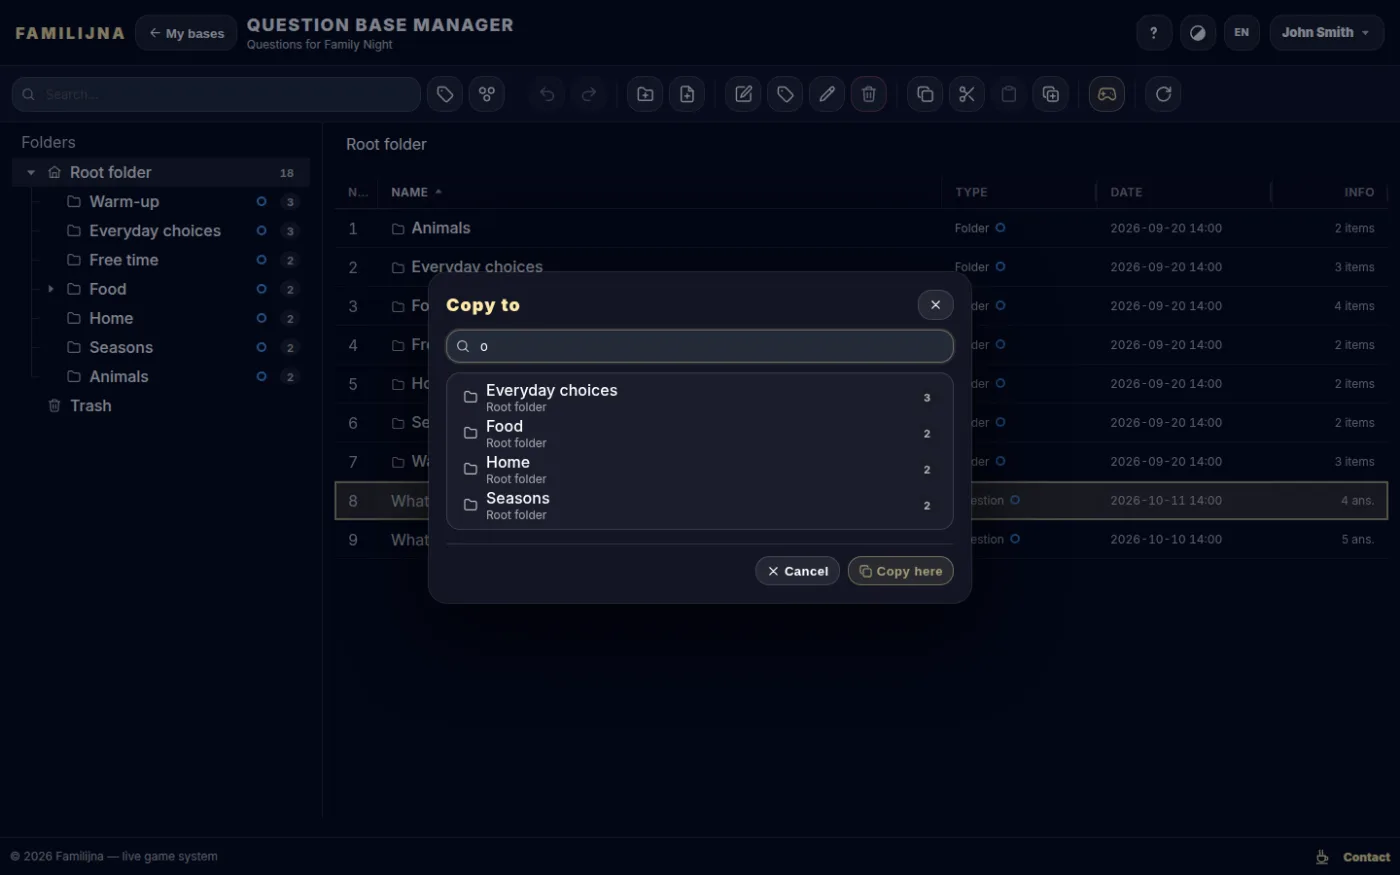 FAMILIJNA
← My bases
QUESTION BASE MANAGER
Questions for Family Night
?
EN
John Smith
Search...
Folders
Root folder 18
Warm-up 3
Everyday choices 3
Free time 2
Food 2
Home 2
Seasons 2
Animals 2
Trash
Root folder
N... NAME TYPE DATE INFO
1 Animals Folder 2026-09-20 14:00 2 items
2 Everyday choices Folder 2026-09-20 14:00 3 items
3 Fo der 2026-09-20 14:00 4 items
4 Fr der 2026-09-20 14:00 2 items
5 Ho der 2026-09-20 14:00 2 items
6 Se der 2026-09-20 14:00 2 items
7 Wa der 2026-09-20 14:00 3 items
8 What estion 2026-10-11 14:00 4 ans.
9 What estion 2026-10-10 14:00 5 ans.
Copy to
o
Everyday choices 3
Root folder
Food 2
Root folder
Home 2
Root folder
Seasons 2
Root folder
Cancel
Copy here
© 2026 Familijna — live game system
Contact